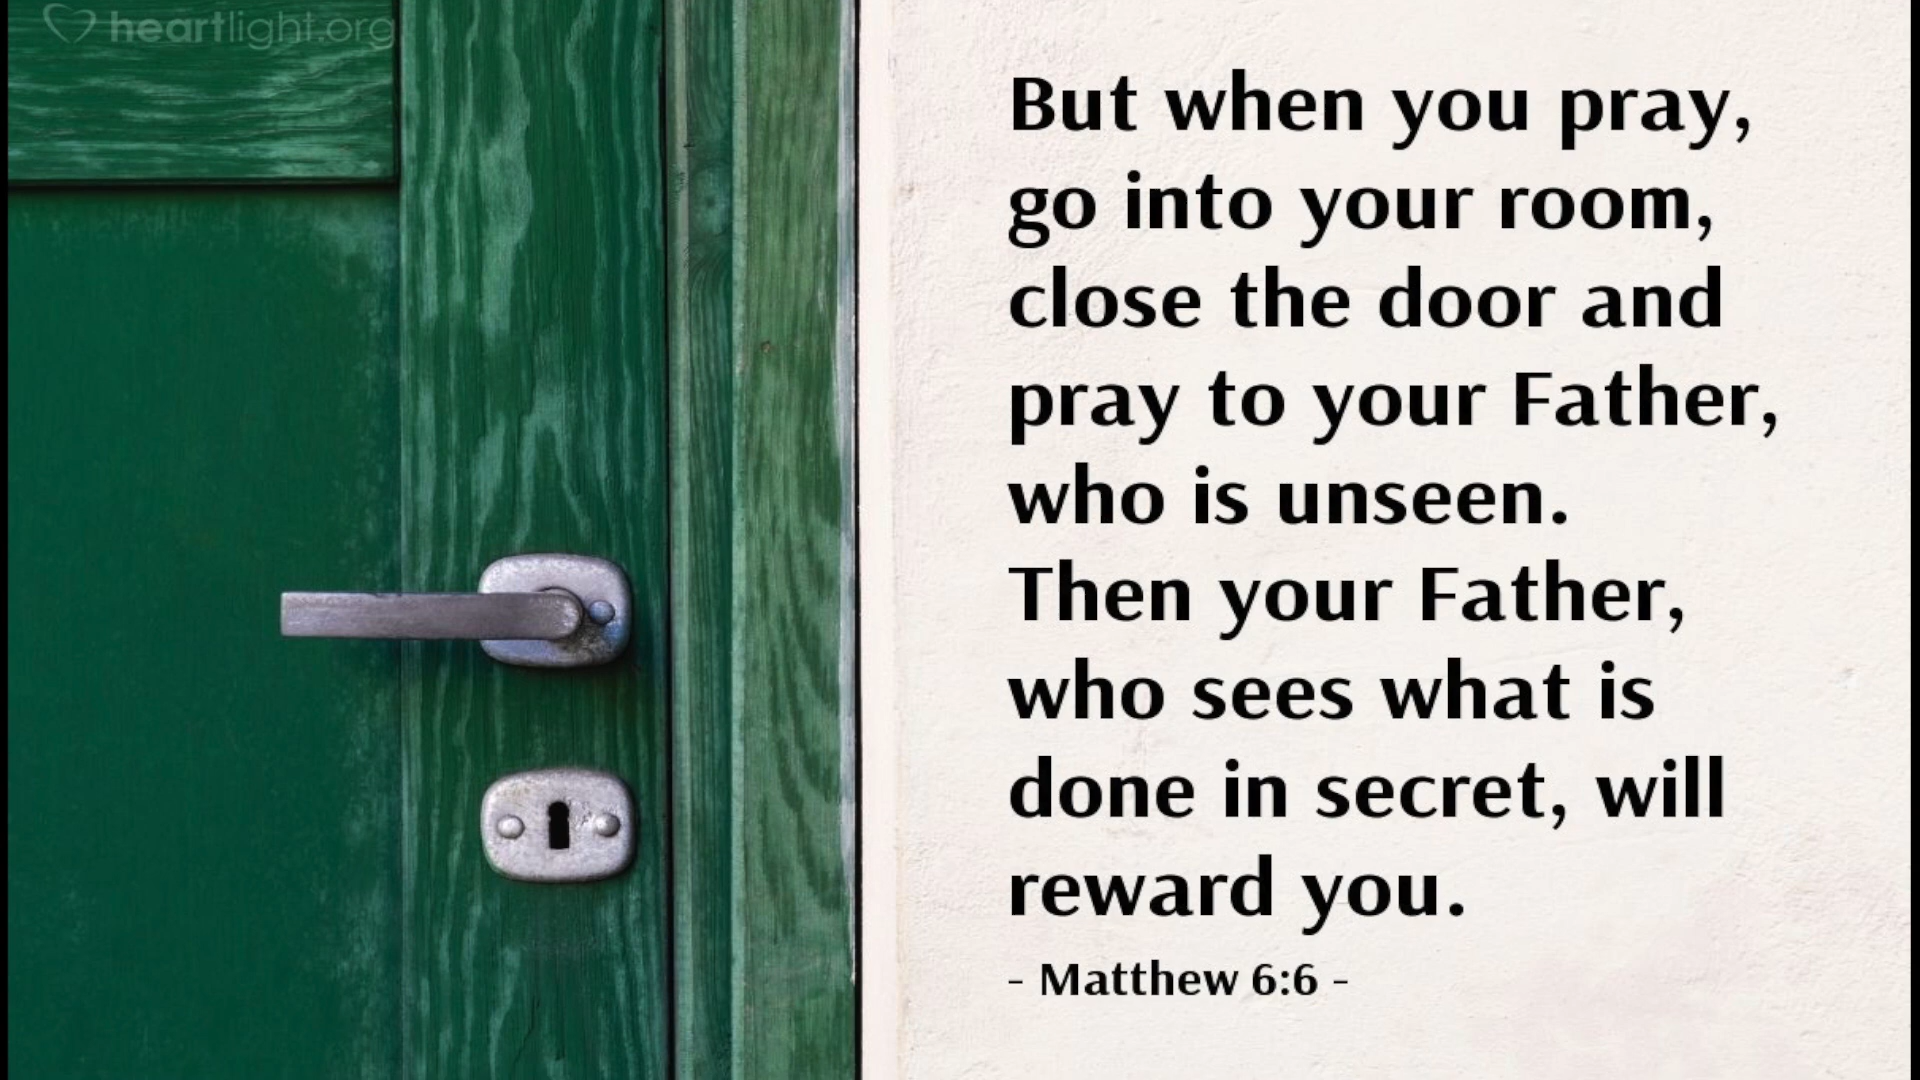 heartlight.org
But when you pray,
go into your room,
close the door and
pray to your Father,
who is unseen.
Then your Father,
who sees what is
done in secret, will
reward you.
- Matthew 6:6 -